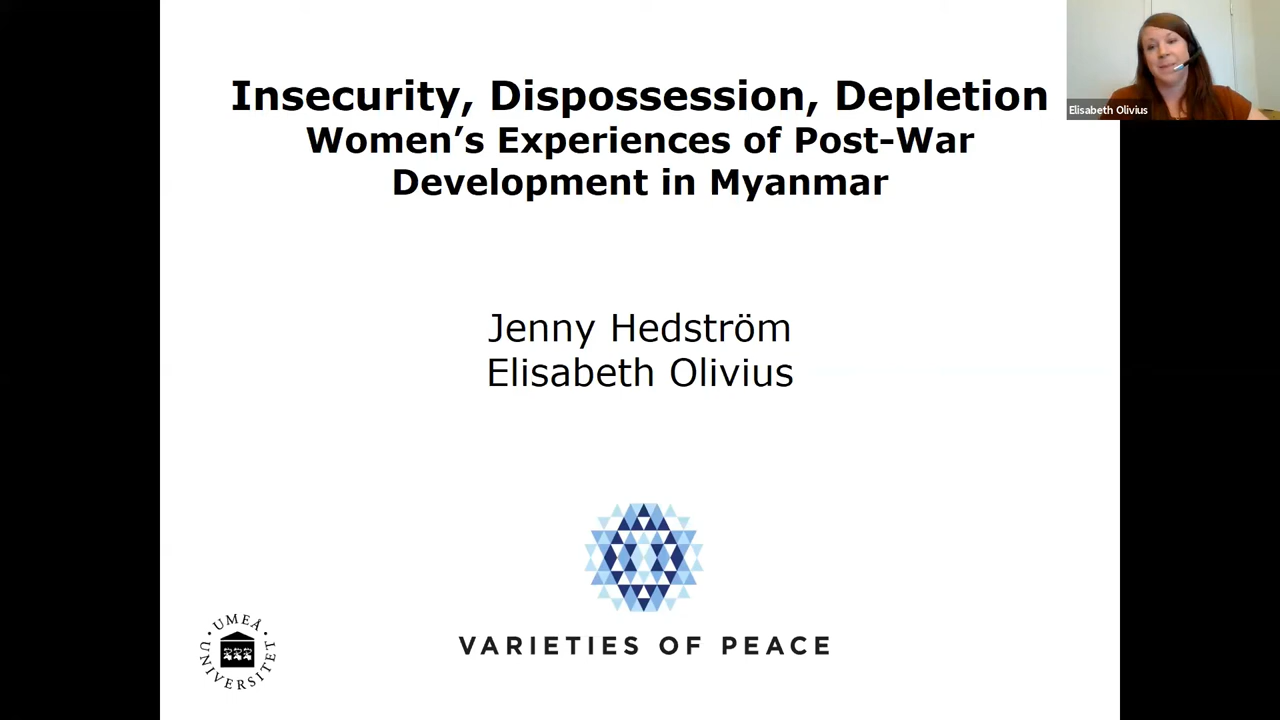 Insecurity, Dispossession, Depletion
Women's Experiences of Post-War
Development in Myanmar
Elisabeth Olivius
Jenny Hedström
Elisabeth Olivius
VARIETIES OF PEACE
UMEÅ
UNIVERSITET